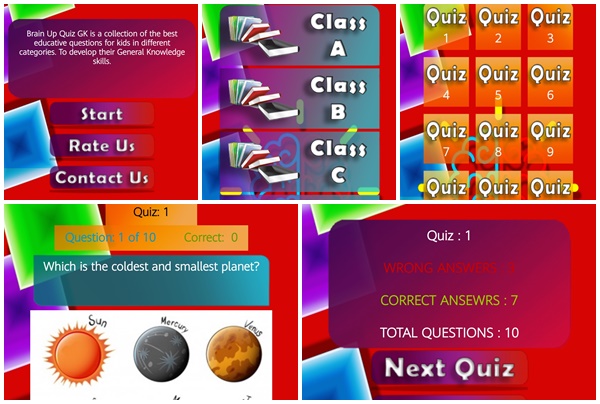 Brain Up Quiz GK is a collection of the best
educative questions for kids in different
categories. To develop their General Knowledge
skills.
Start
Rate Us
Contact Us
Class
A
Class
B
Class
C
Quiz Quiz Quiz
1 2 3
Quiz Quiz Quiz
4 5 6
Quiz Quiz Quiz
7 8 9
Quiz Quiz Quiz
Quiz: 1
Question: 1 of 10 Correct: 0
Which is the coldest and smallest planet?
Sun
Mercury
Venus
Quiz : 1
WRONG ANSWERS :
CORRECT ANSEWRS : 7
TOTAL QUESTIONS : 10
Next Quiz